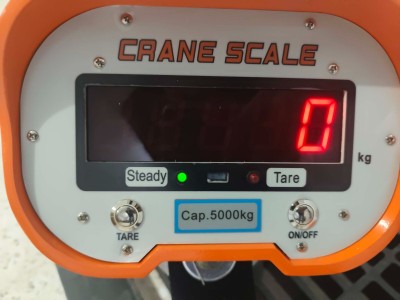 CRANE SCALE
0
kg
Steady Tare
Cap.5000kg
TARE ON/OFF